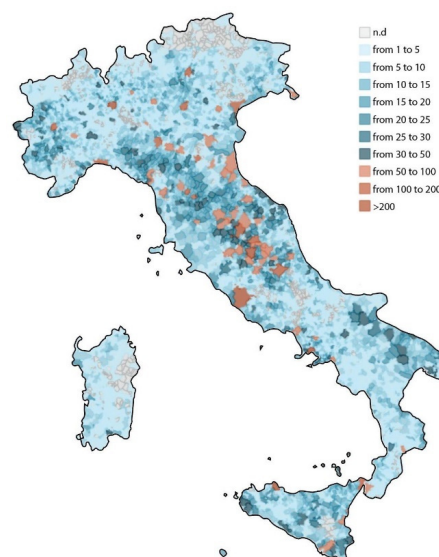 n.d
from 1 to 5
from 5 to 10
from 10 to 15
from 15 to 20
from 20 to 25
from 25 to 30
from 30 to 50
from 50 to 100
from 100 to 200
>200